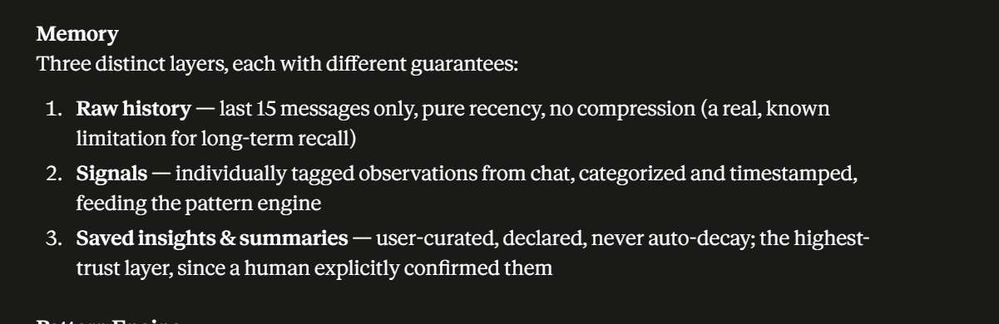 Memory
Three distinct layers, each with different guarantees:
1. Raw history — last 15 messages only, pure recency, no compression (a real, known
limitation for long-term recall)
2. Signals — individually tagged observations from chat, categorized and timestamped,
feeding the pattern engine
3. Saved insights & summaries — user-curated, declared, never auto-decay; the highest-
trust layer, since a human explicitly confirmed them